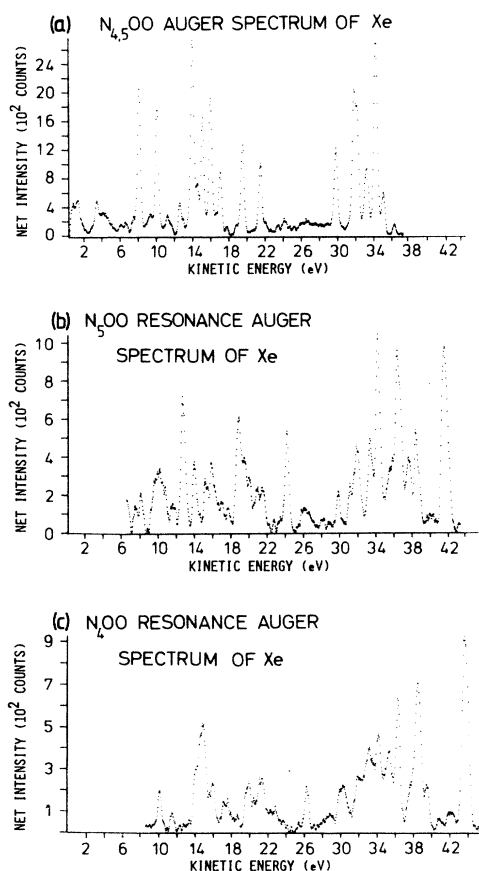 (a) N4,5OO AUGER SPECTRUM OF Xe
NET INTENSITY (10² COUNTS)
24
20
16
12
8
4
0
2 6 10 14 18 22 26 30 34 38 42
KINETIC ENERGY (eV)
(b) N5OO RESONANCE AUGER
SPECTRUM OF Xe
NET INTENSITY (10² COUNTS)
10
8
6
4
2
0
2 6 10 14 18 22 26 30 34 38 42
KINETIC ENERGY (eV)
(c) N4OO RESONANCE AUGER
SPECTRUM OF Xe
NET INTENSITY (10² COUNTS)
9
7
5
3
1
2 6 10 14 18 22 26 30 34 38 42
KINETIC ENERGY (eV)